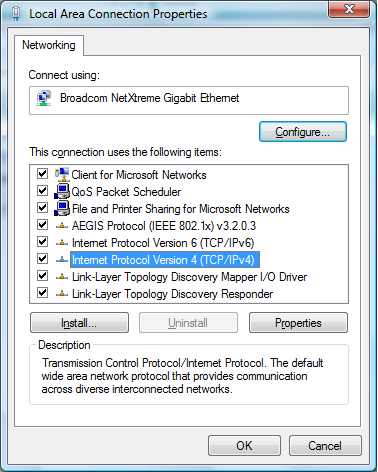 Local Area Connection Properties
Networking
Connect using:
Broadcom NetXtreme Gigabit Ethernet
Configure...
This connection uses the following items:
Client for Microsoft Networks
QoS Packet Scheduler
File and Printer Sharing for Microsoft Networks
AEGIS Protocol (IEEE 802.1x) v3.2.0.3
Internet Protocol Version 6 (TCP/IPv6)
Internet Protocol Version 4 (TCP/IPv4)
Link-Layer Topology Discovery Mapper I/O Driver
Link-Layer Topology Discovery Responder
Install... Uninstall Properties
Description
Transmission Control Protocol/Internet Protocol. The default
wide area network protocol that provides communication
across diverse interconnected networks.
OK Cancel